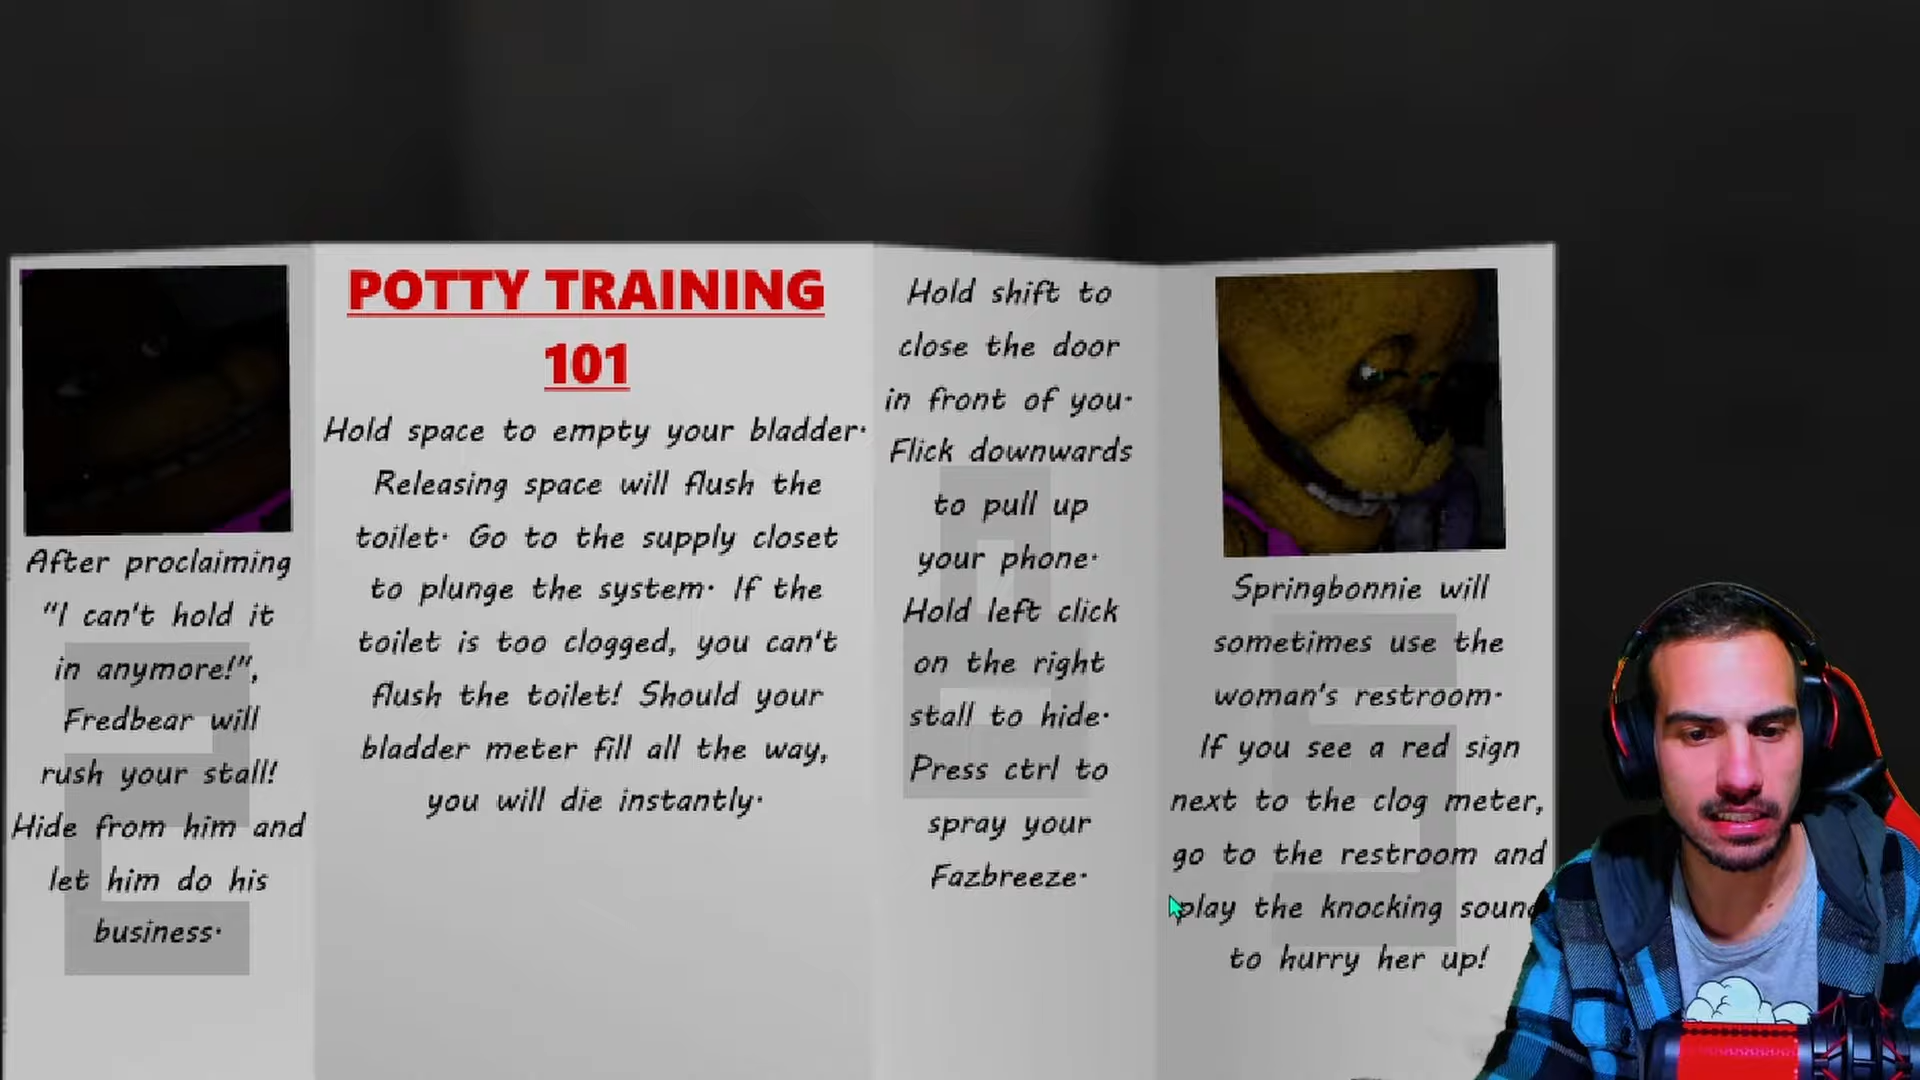 After proclaiming
"I can't hold it
in anymore!",
Fredbear will
rush your stall!
Hide from him and
let him do his
business.
POTTY TRAINING
101
Hold space to empty your bladder.
Releasing space will flush the
toilet. Go to the supply closet
to plunge the system. If the
toilet is too clogged, you can't
flush the toilet! Should your
bladder meter fill all the way,
you will die instantly.
Hold shift to
close the door
in front of you.
Flick downwards
to pull up
your phone.
Hold left click
on the right
stall to hide.
Press ctrl to
spray your
Fazbreeze.
Springbonnie will
sometimes use the
woman's restroom.
If you see a red sign
next to the clog meter,
go to the restroom and
play the knocking sound
to hurry her up!